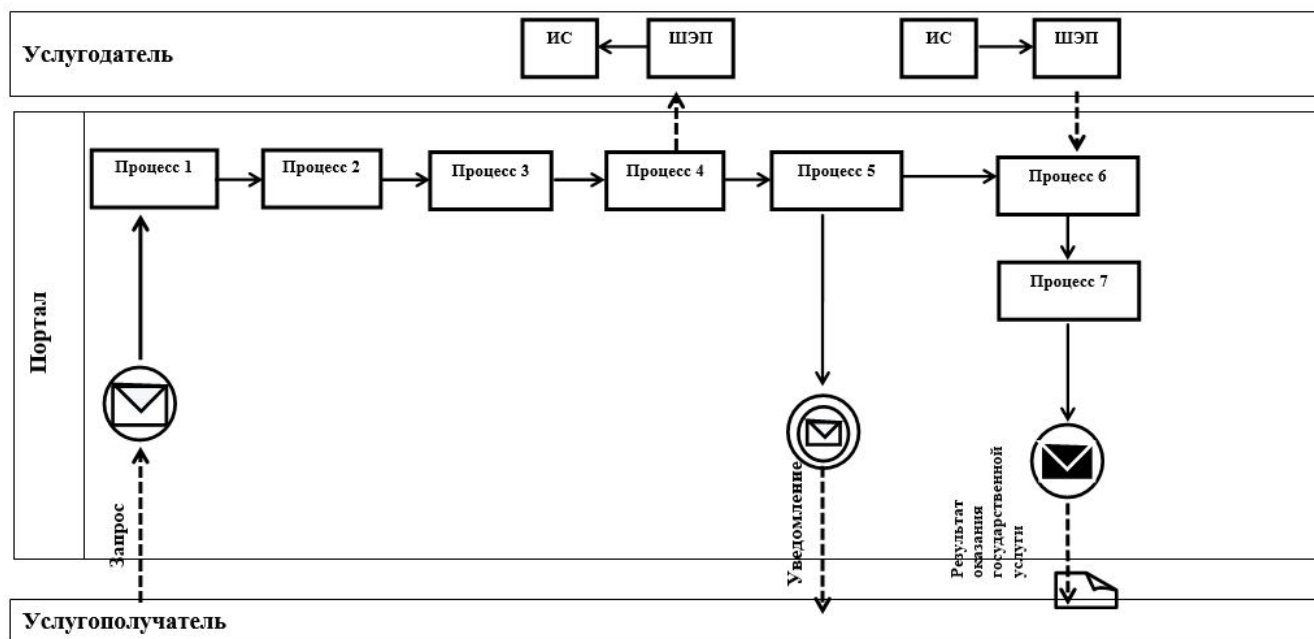 Услугодатель
ИС
ШЭП
ИС
ШЭП
Портал
Процесс 1
Процесс 2
Процесс 3
Процесс 4
Процесс 5
Процесс 6
Процесс 7
Запрос
Уведомление
Результат
оказания
государственной
услуги
Услугополучатель